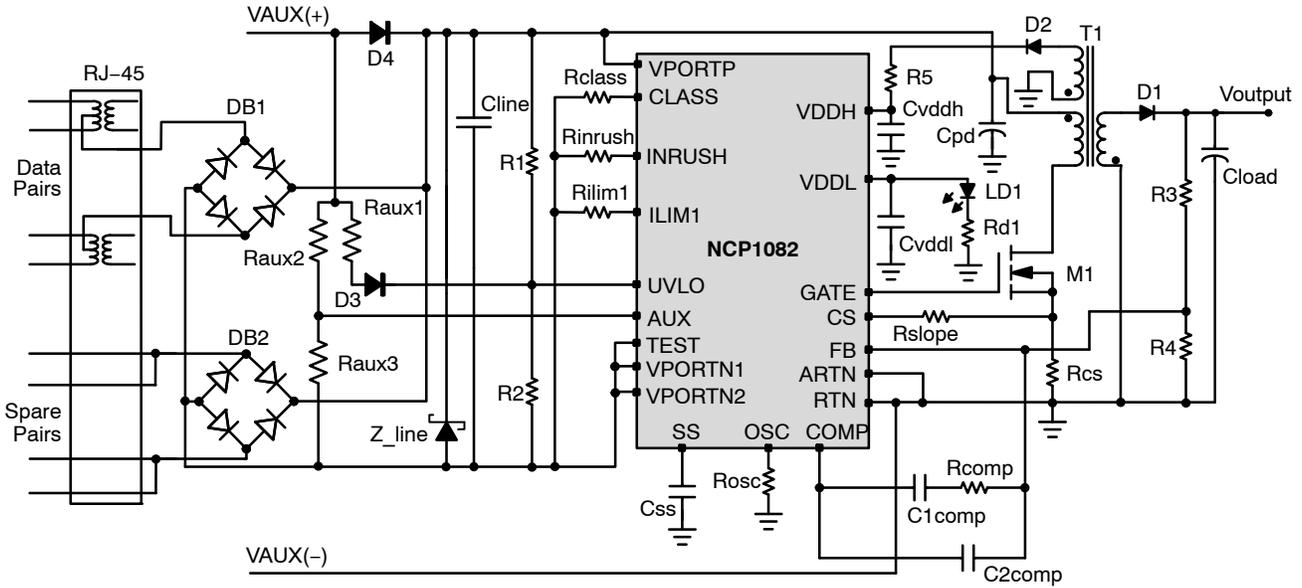 VAUX(+)
D4
D2
T1
RJ–45
DB1
Rclass
VPORTP
CLASS
R5
Cvddh
Cline
VDDH
Cpd
D1
Voutput
Data
Pairs
R1
Rinrush
INRUSH
VDDL
LD1
Cload
Raux1
Rilim1
ILIM1
R3
Rd1
Raux2
NCP1082
Cvddl
M1
D3
UVLO
GATE
AUX
CS
Rslope
DB2
TEST
FB
R4
Raux3
VPORTN1
ARTN
Rcs
R2
VPORTN2
RTN
Spare
Pairs
Z_line
SS
OSC
COMP
Rosc
Rcomp
Css
C1comp
VAUX(–)
C2comp